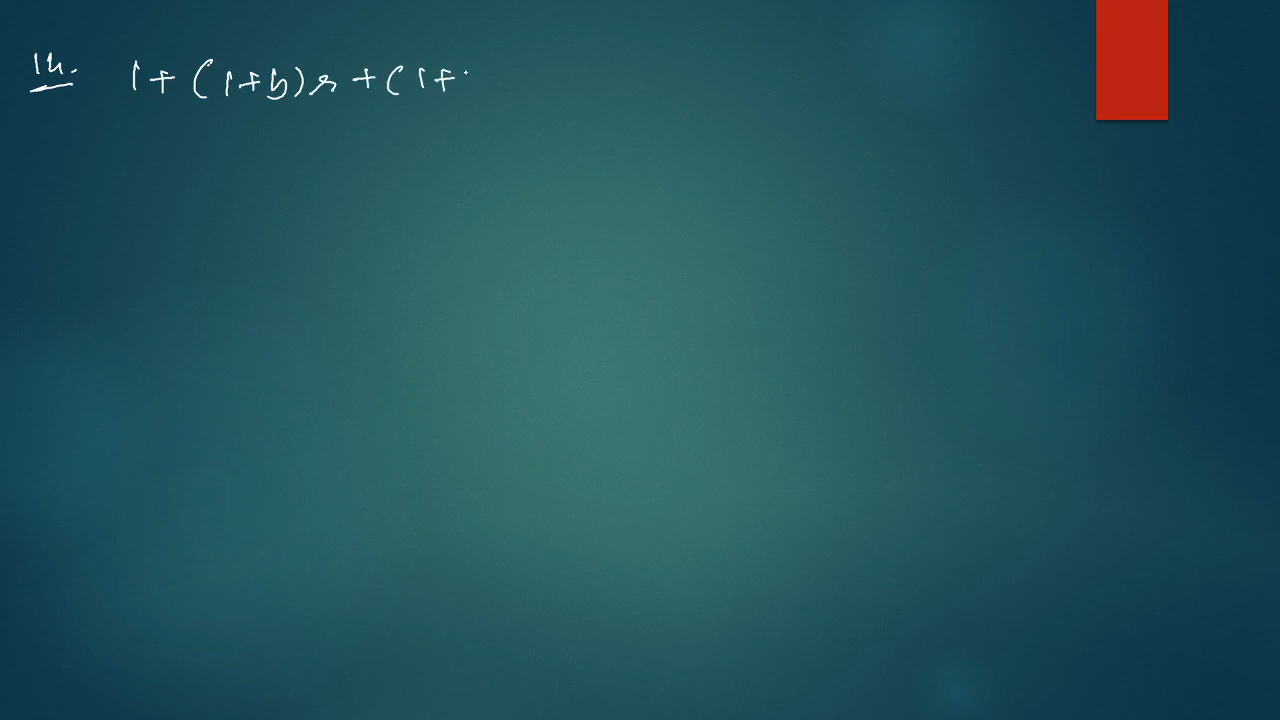 14. 1 + (1+b)r + (1+